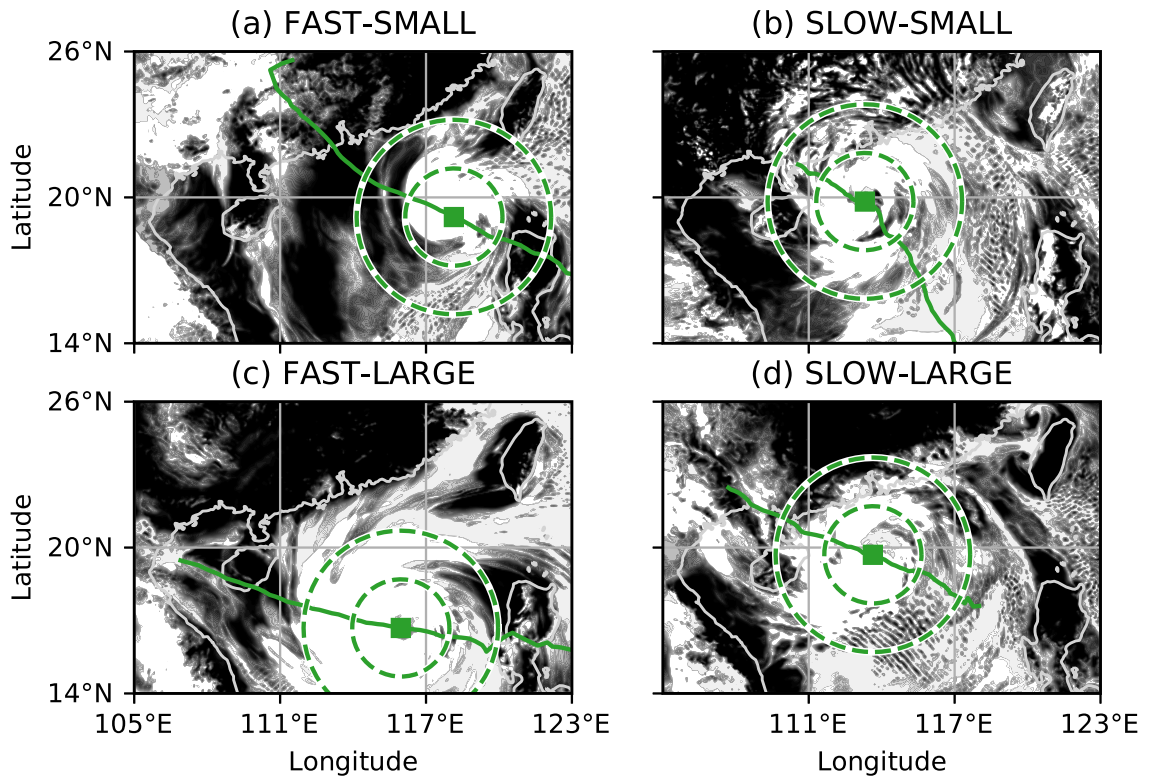 (a) FAST-SMALL
(b) SLOW-SMALL
26°N
20°N
14°N
Latitude
(c) FAST-LARGE
(d) SLOW-LARGE
26°N
20°N
14°N
Latitude
105°E 111°E 117°E 123°E
111°E 117°E 123°E
Longitude
Longitude